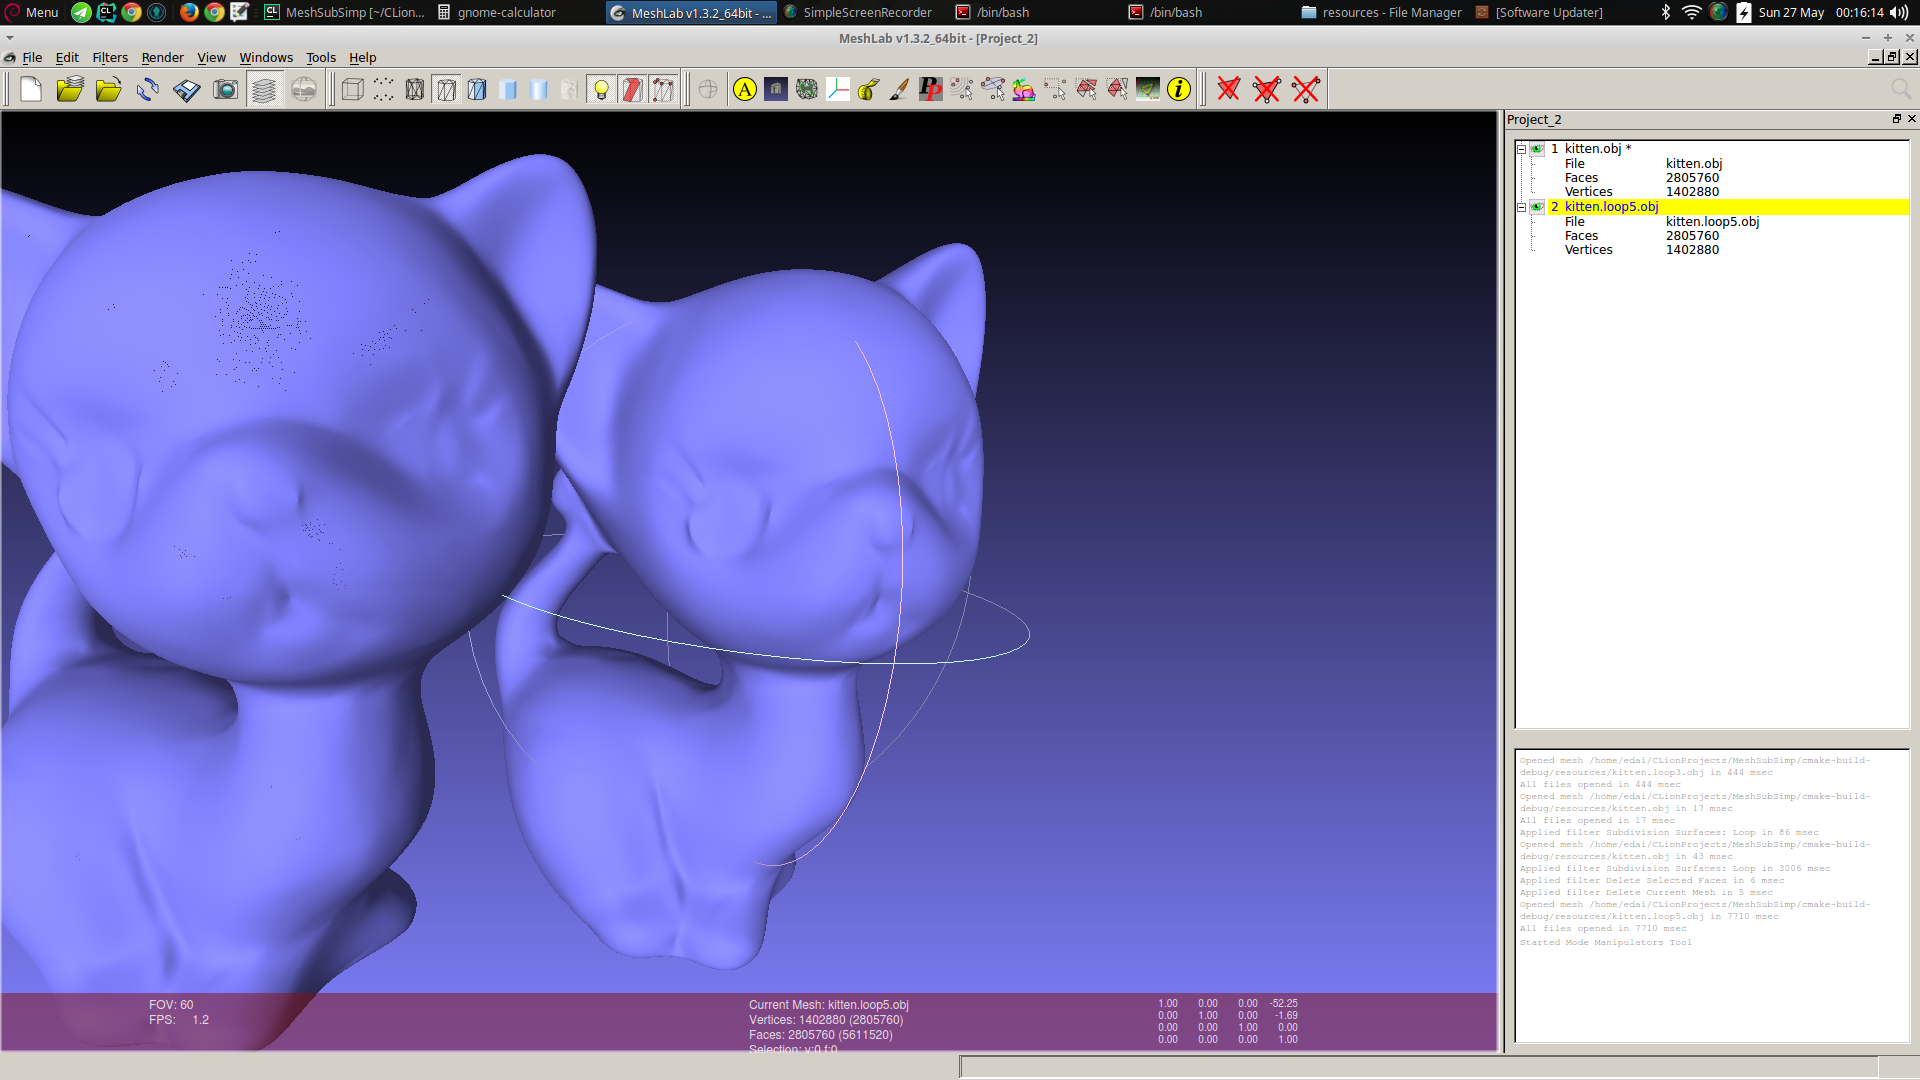 Menu
MeshSubSimp [~/CLion...
gnome-calculator
MeshLab v1.3.2_64bit - ...
SimpleScreenRecorder
/bin/bash
/bin/bash
resources - File Manager
[Software Updater]
Sun 27 May
00:16:14
MeshLab v1.3.2_64bit - [Project_2]
File Edit Filters Render View Windows Tools Help
Project_2
1 kitten.obj *
File kitten.obj
Faces 2805760
Vertices 1402880
2 kitten.loop5.obj
File kitten.loop5.obj
Faces 2805760
Vertices 1402880
Opened mesh /home/edai/CLionProjects/MeshSubSimp/cmake-build-
debug/resources/kitten.loop3.obj in 444 msec
All files opened in 444 msec
Opened mesh /home/edai/CLionProjects/MeshSubSimp/cmake-build-
debug/resources/kitten.obj in 17 msec
All files opened in 17 msec
Applied filter Subdivision Surfaces: Loop in 86 msec
Opened mesh /home/edai/CLionProjects/MeshSubSimp/cmake-build-
debug/resources/kitten.obj in 43 msec
Applied filter Subdivision Surfaces: Loop in 3006 msec
Applied filter Delete Selected Faces in 6 msec
Applied filter Delete Current Mesh in 5 msec
Opened mesh /home/edai/CLionProjects/MeshSubSimp/cmake-build-
debug/resources/kitten.loop5.obj in 7710 msec
All files opened in 7710 msec
Started Mode Manipulators Tool
FOV: 60
FPS: 1.2
Current Mesh: kitten.loop5.obj
Vertices: 1402880 (2805760)
Faces: 2805760 (5611520)
Selection: v:0 f:0
1.00 0.00 0.00 -52.25
0.00 1.00 0.00 -1.69
0.00 0.00 1.00 0.00
0.00 0.00 0.00 1.00